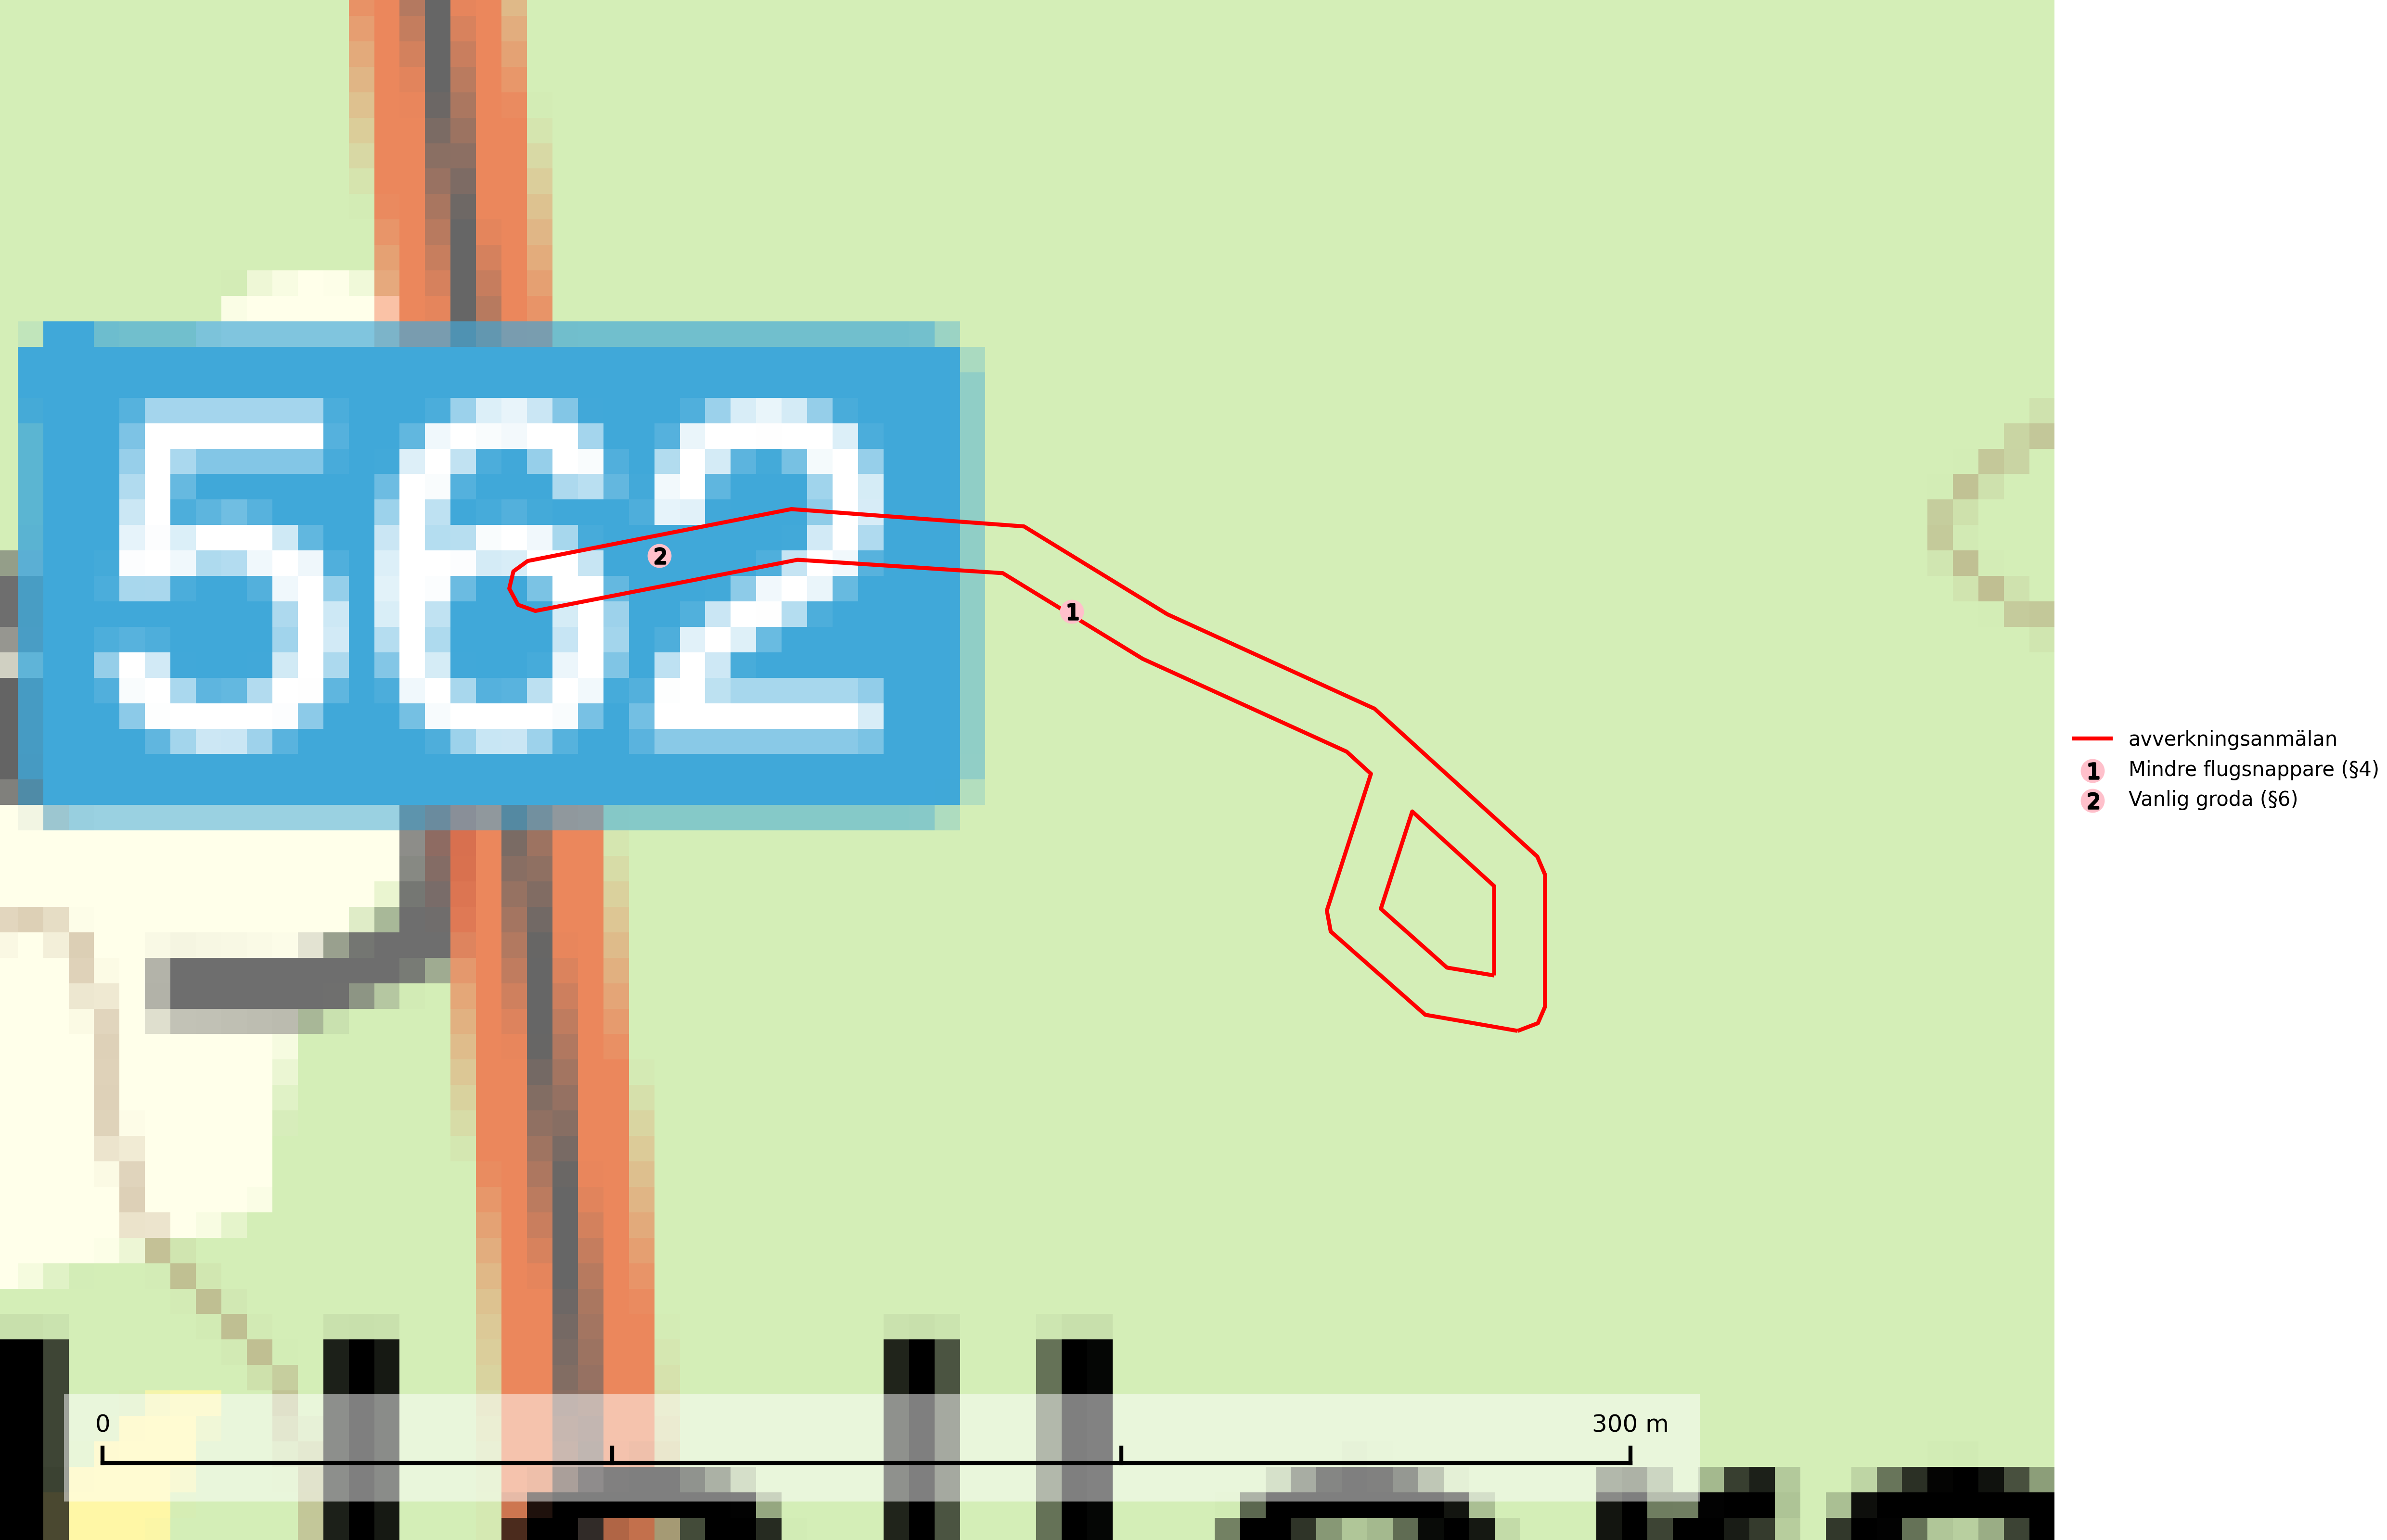 562
2
1
avverkningsanmälan
1 Mindre flugsnappare (§4)
2 Vanlig groda (§6)
0 300 m